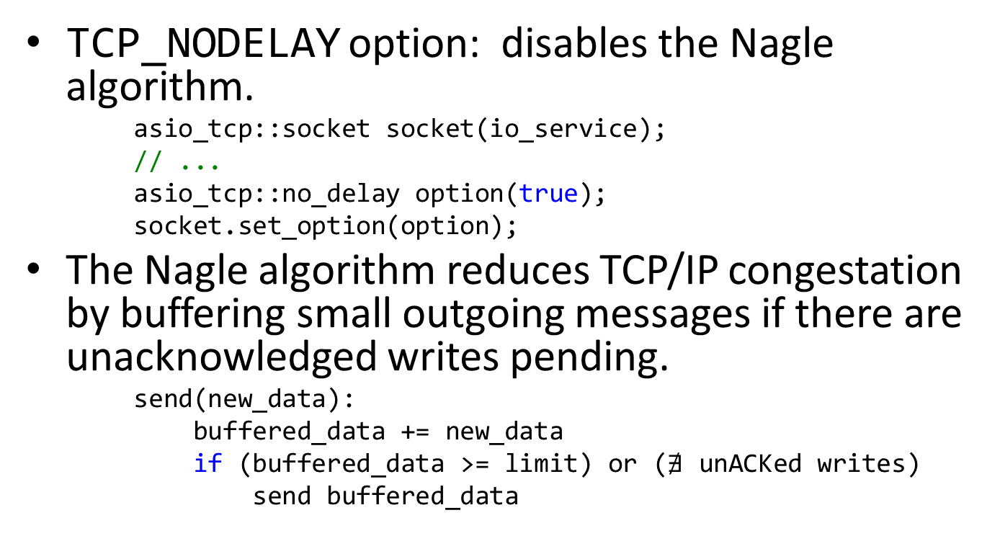 • TCP_NODELAY option:  disables the Nagle
algorithm.
asio_tcp::socket socket(io_service);
// ...
asio_tcp::no_delay option(true);
socket.set_option(option);
• The Nagle algorithm reduces TCP/IP congestation
by buffering small outgoing messages if there are
unacknowledged writes pending.
send(new_data):
    buffered_data += new_data
    if (buffered_data >= limit) or (∄ unACKed writes)
        send buffered_data